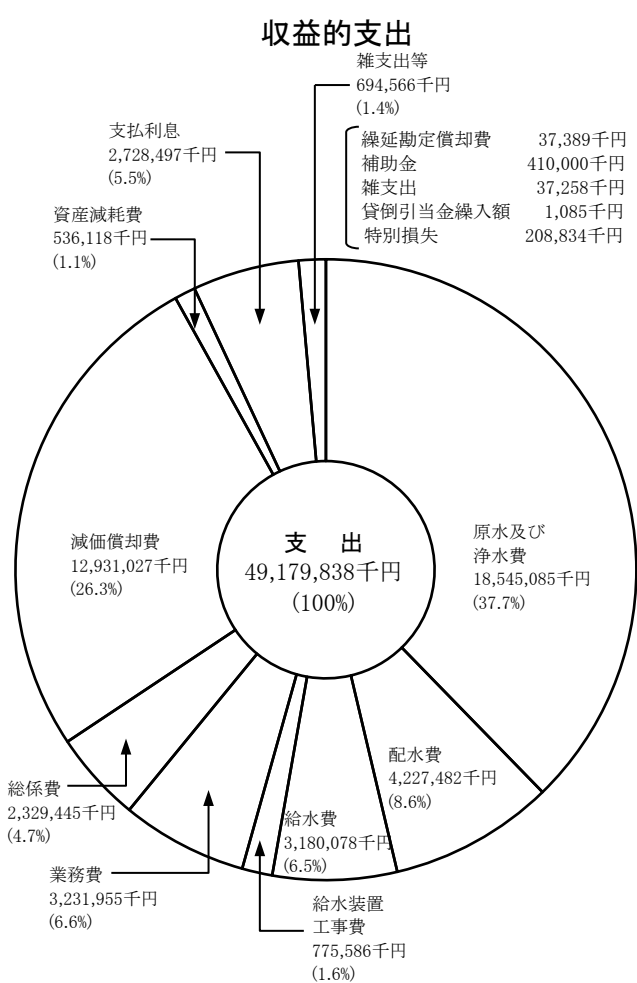 収益的支出
雑支出等
694,566千円
(1.4%)
繰延勘定償却費 37,389千円
補助金 410,000千円
雑支出 37,258千円
貸倒引当金繰入額 1,085千円
特別損失 208,834千円
支払利息
2,728,497千円
(5.5%)
資産減耗費
536,118千円
(1.1%)
減価償却費
12,931,027千円
(26.3%)
支 出
49,179,838千円
(100%)
原水及び
浄水費
18,545,085千円
(37.7%)
配水費
4,227,482千円
(8.6%)
給水費
3,180,078千円
(6.5%)
総係費
2,329,445千円
(4.7%)
業務費
3,231,955千円
(6.6%)
給水装置
工事費
775,586千円
(1.6%)